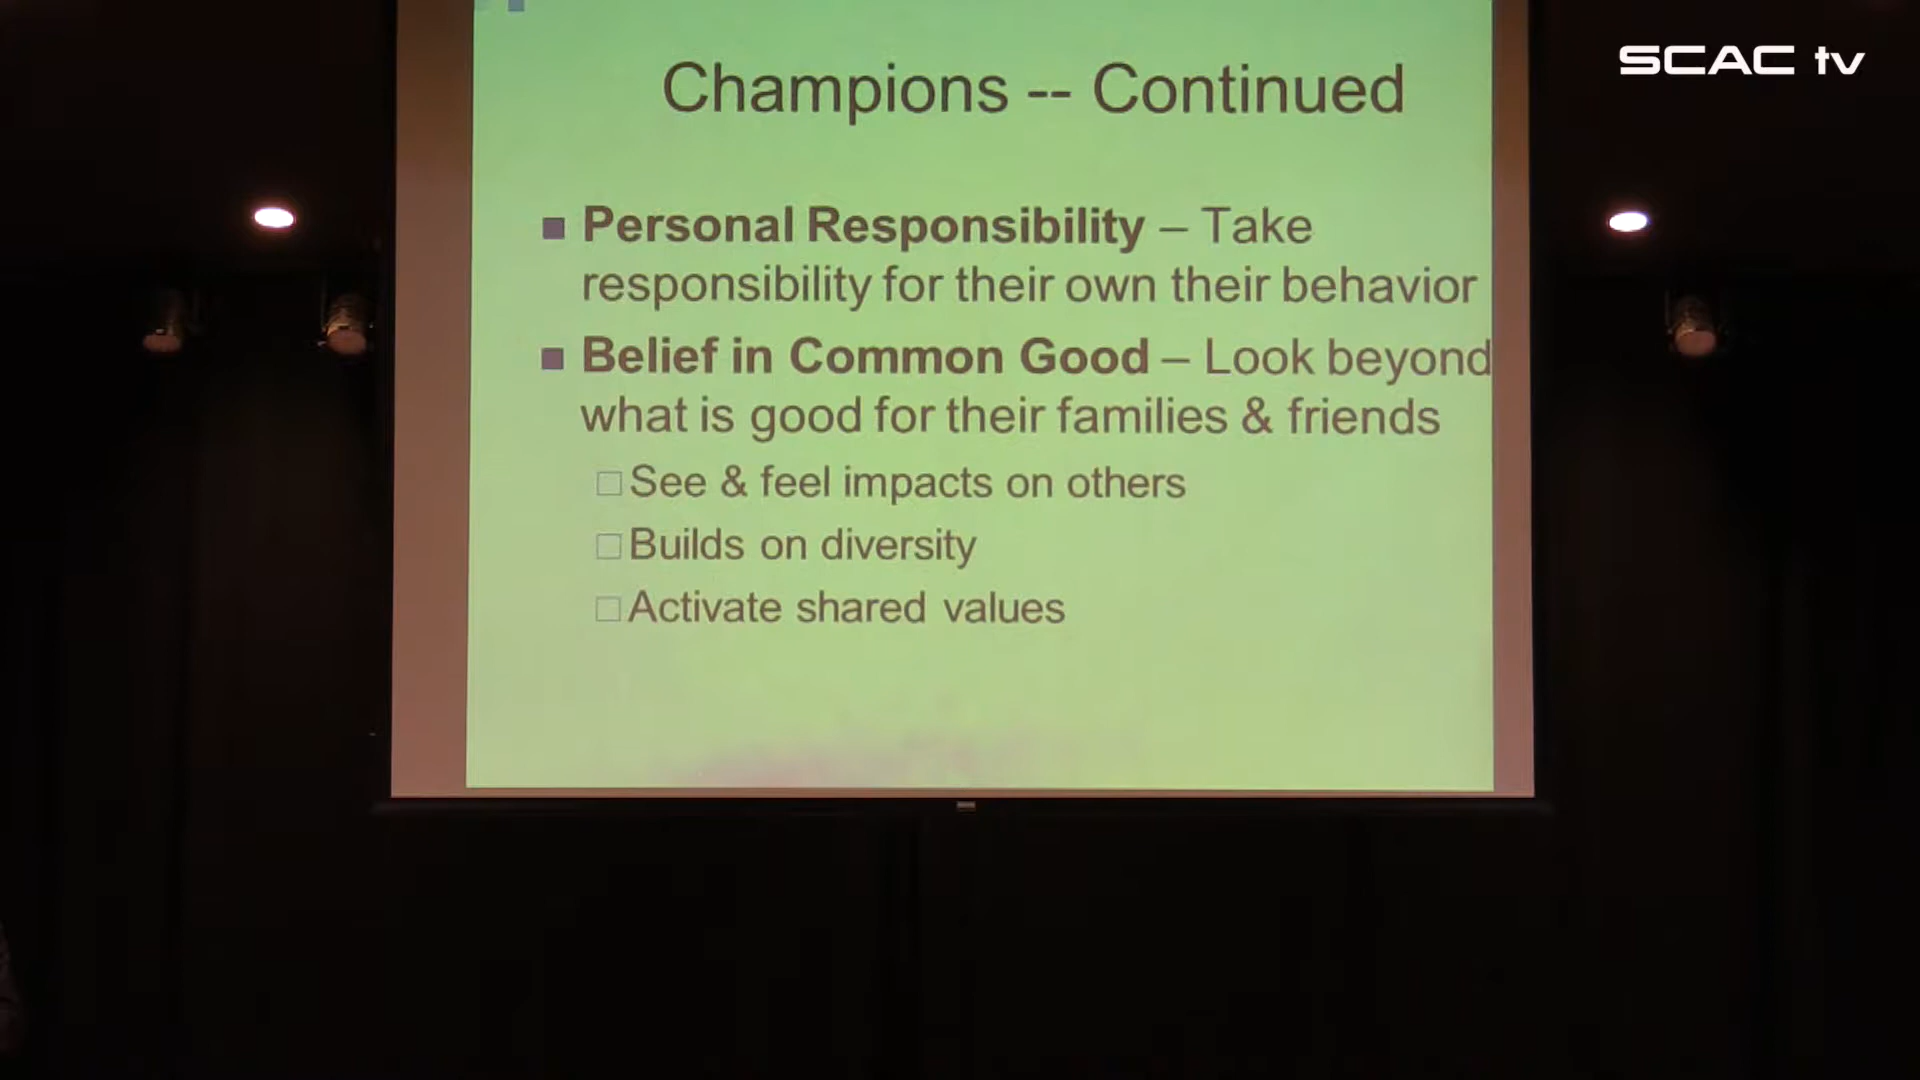 SCAC tv
Champions -- Continued
Personal Responsibility – Take
responsibility for their own their behavior
Belief in Common Good – Look beyond
what is good for their families & friends
See & feel impacts on others
Builds on diversity
Activate shared values